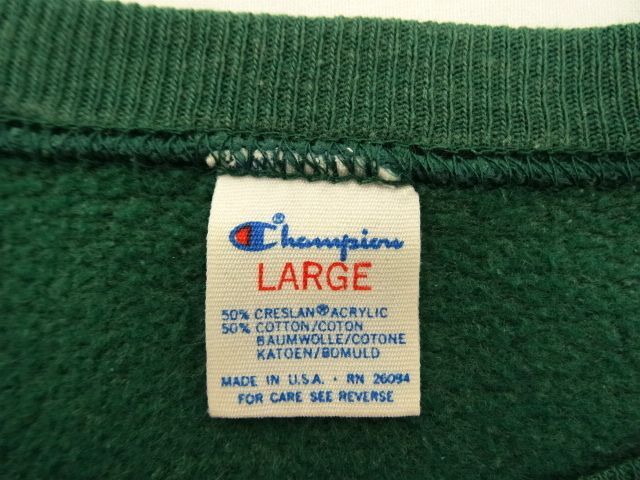 ® Champion
LARGE
50% CRESLAN® ACRYLIC
50% COTTON/COTON
BAUMWOLLE/COTONE
KATOEN/BOMULD
MADE IN U.S.A. · RN 26094
FOR CARE SEE REVERSE